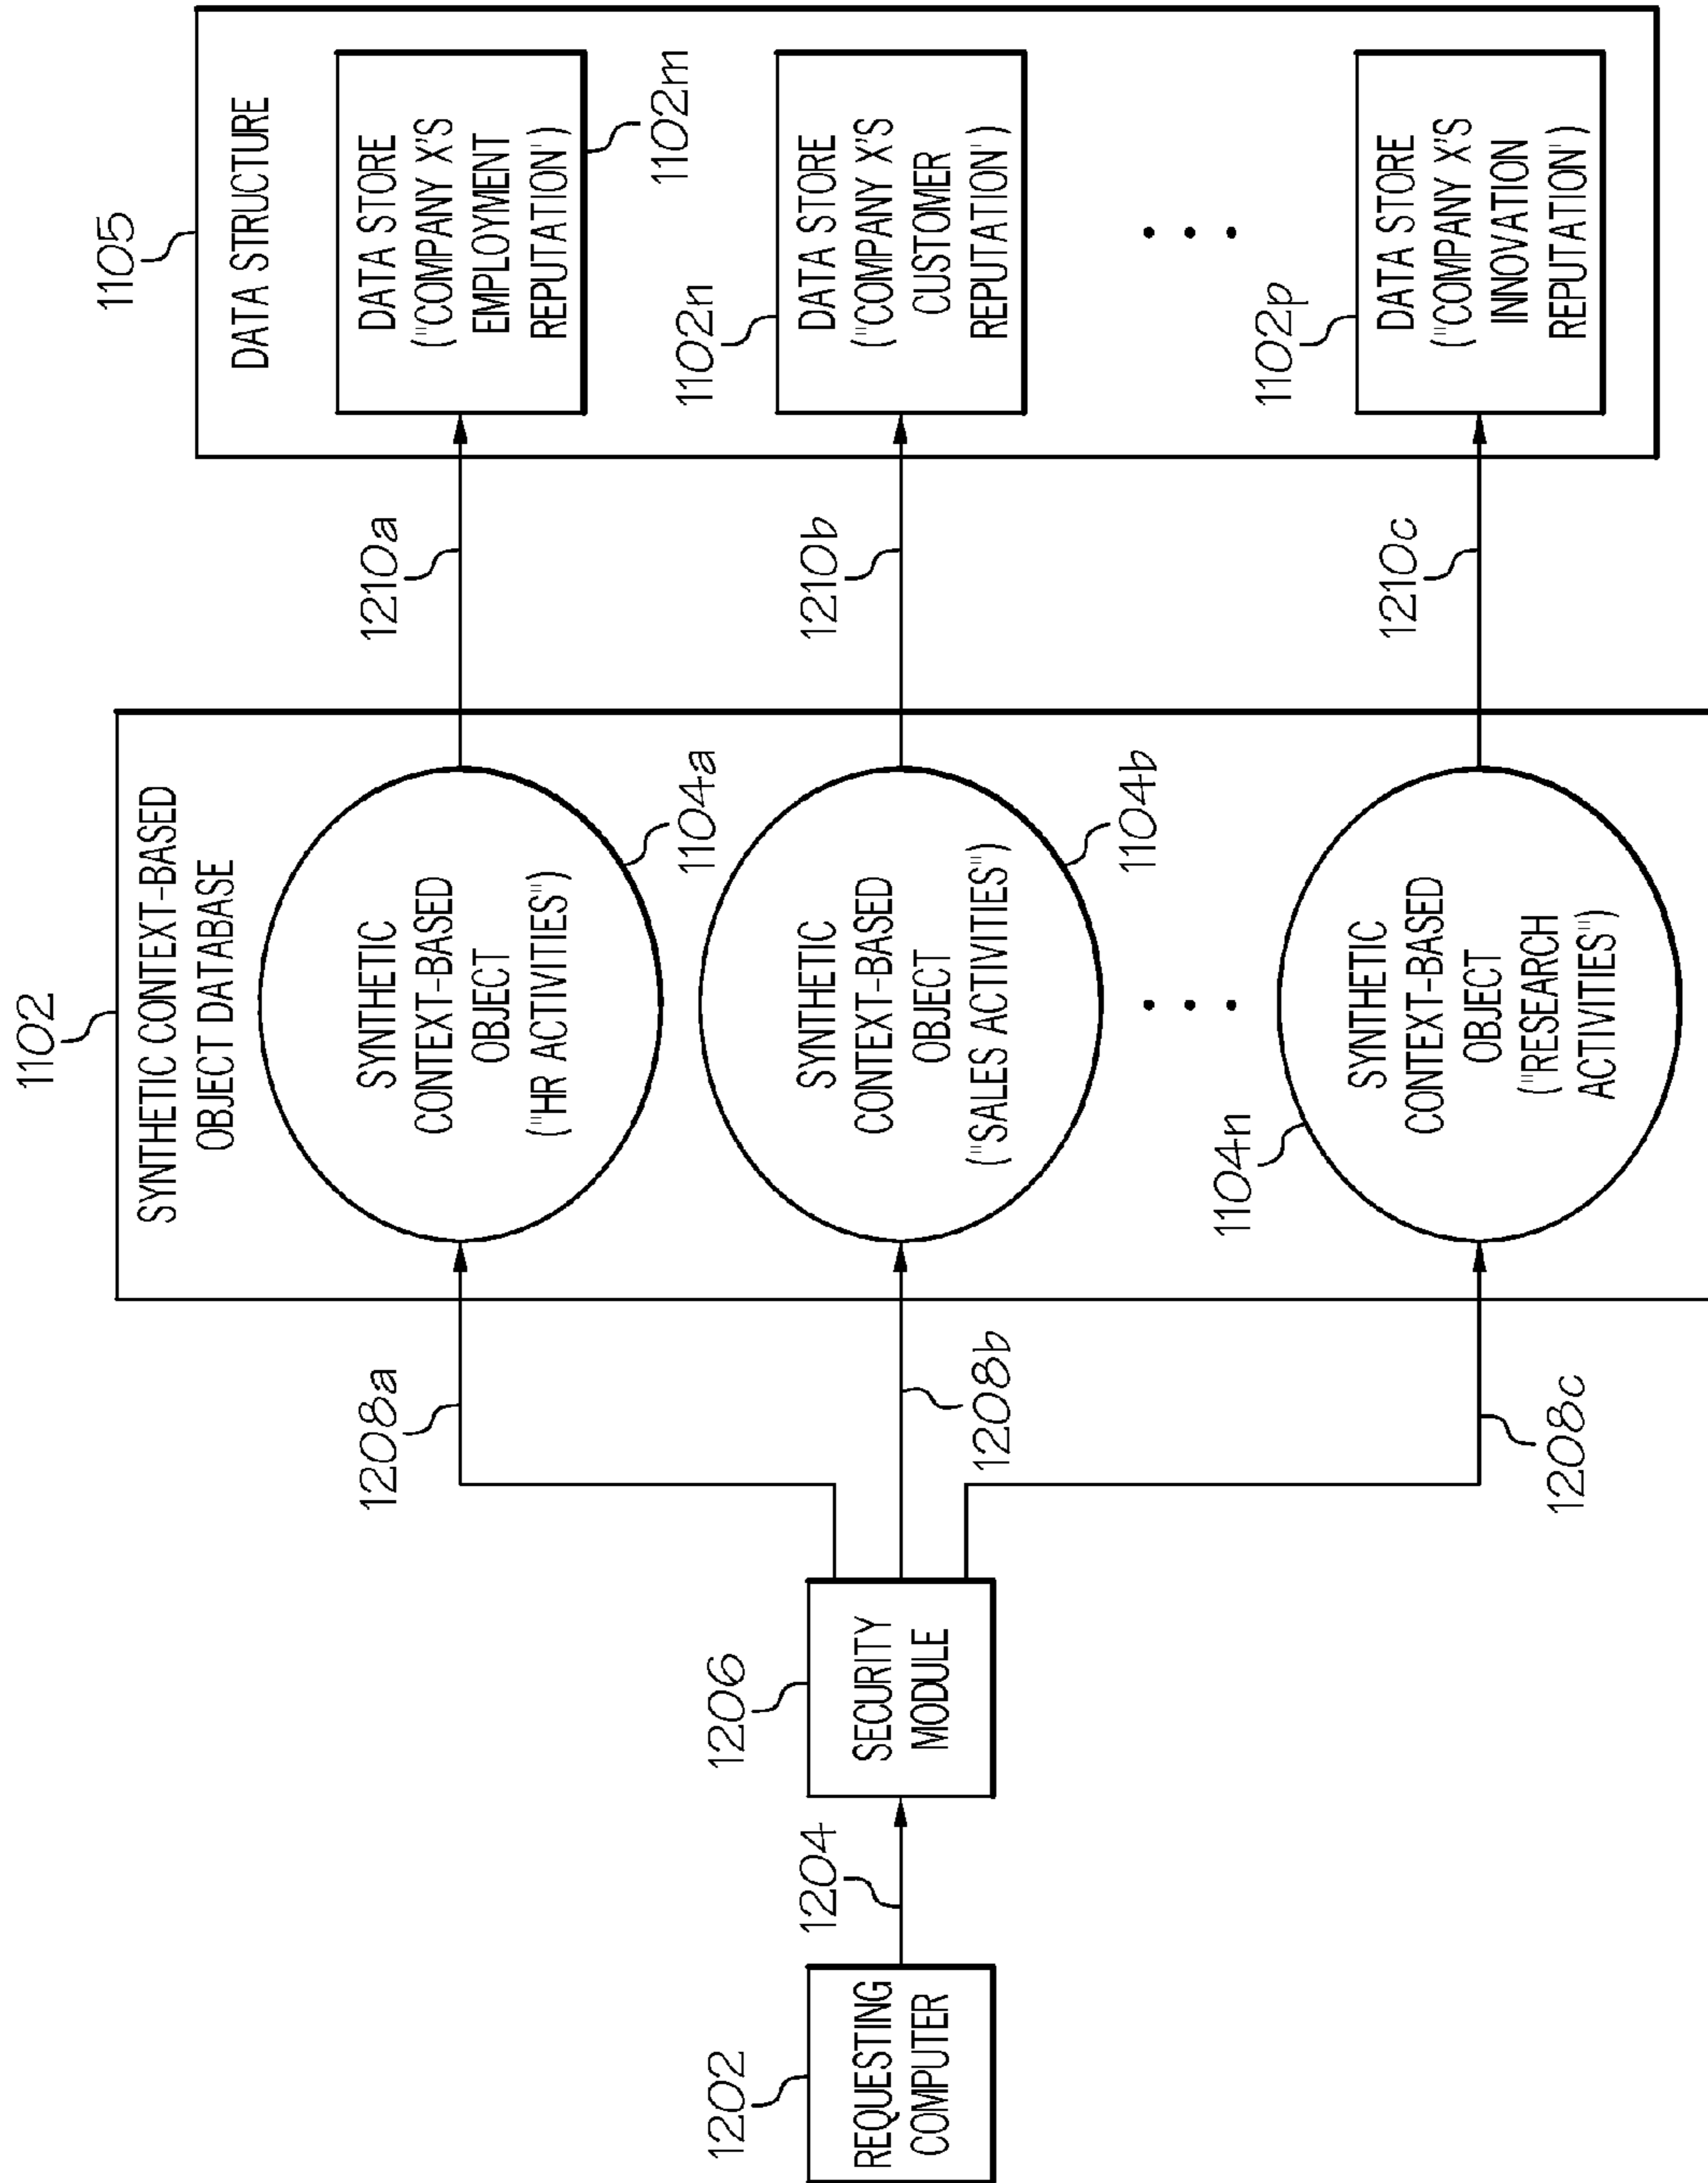 1202
REQUESTING
COMPUTER
1204
1206
SECURITY
MODULE
1208a
1208b
1208c
1102
SYNTHETIC CONTEXT-BASED
OBJECT DATABASE
SYNTHETIC
CONTEXT-BASED
OBJECT
("HR ACTIVITIES")
1104a
SYNTHETIC
CONTEXT-BASED
OBJECT
("SALES ACTIVITIES")
1104b
1104n
SYNTHETIC
CONTEXT-BASED
OBJECT
("RESEARCH
ACTIVITIES")
1210a
1210b
1210c
1105
DATA STRUCTURE
DATA STORE
("COMPANY X'S
EMPLOYMENT
REPUTATION')
1102m
1102n
DATA STORE
("COMPANY X'S
CUSTOMER
REPUTATION')
1102p
DATA STORE
("COMPANY X'S
INNOVATION
REPUTATION')